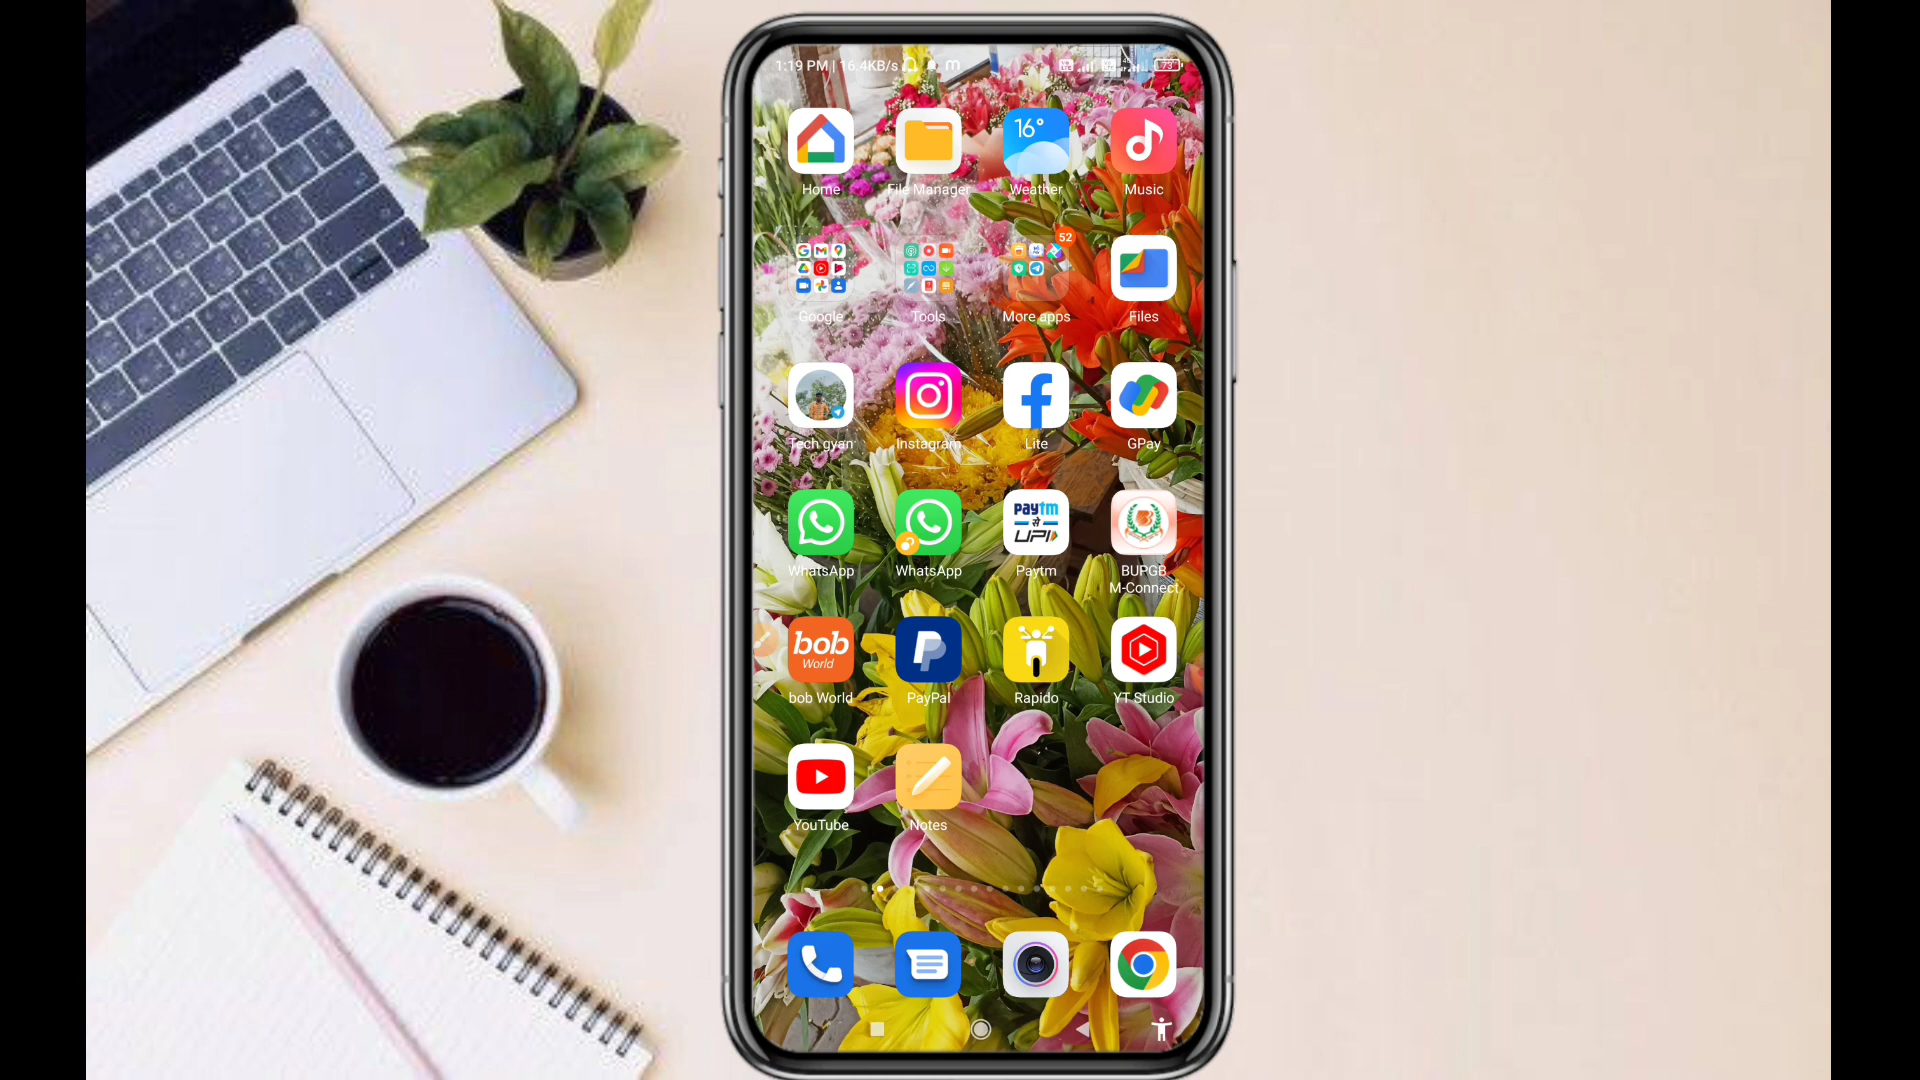 1:19 PM | 16.4KB/s m 73
16°
Home File Manager Weather Music
52
Google Tools More apps Files
Tech gyan Instagram Lite GPay
paytm
से
UPI
WhatsApp WhatsApp Paytm BUPGB
M-Connect
bob
World
bob World PayPal Rapido YT Studio
YouTube Notes